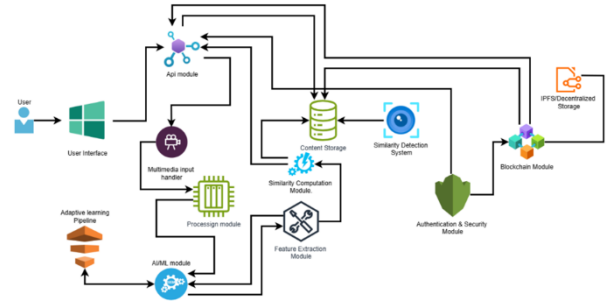 Api module
User
User Interface
IPFS/Decentralized
Storage
Content Storage
Similarity Detection
System
Blockchain Module
Multimedia input
handler
Similarity Computation
Module.
Processign module
Authentication & Security
Module
Adaptive learning
Pipeline
AI/ML module
Feature Extraction
Module